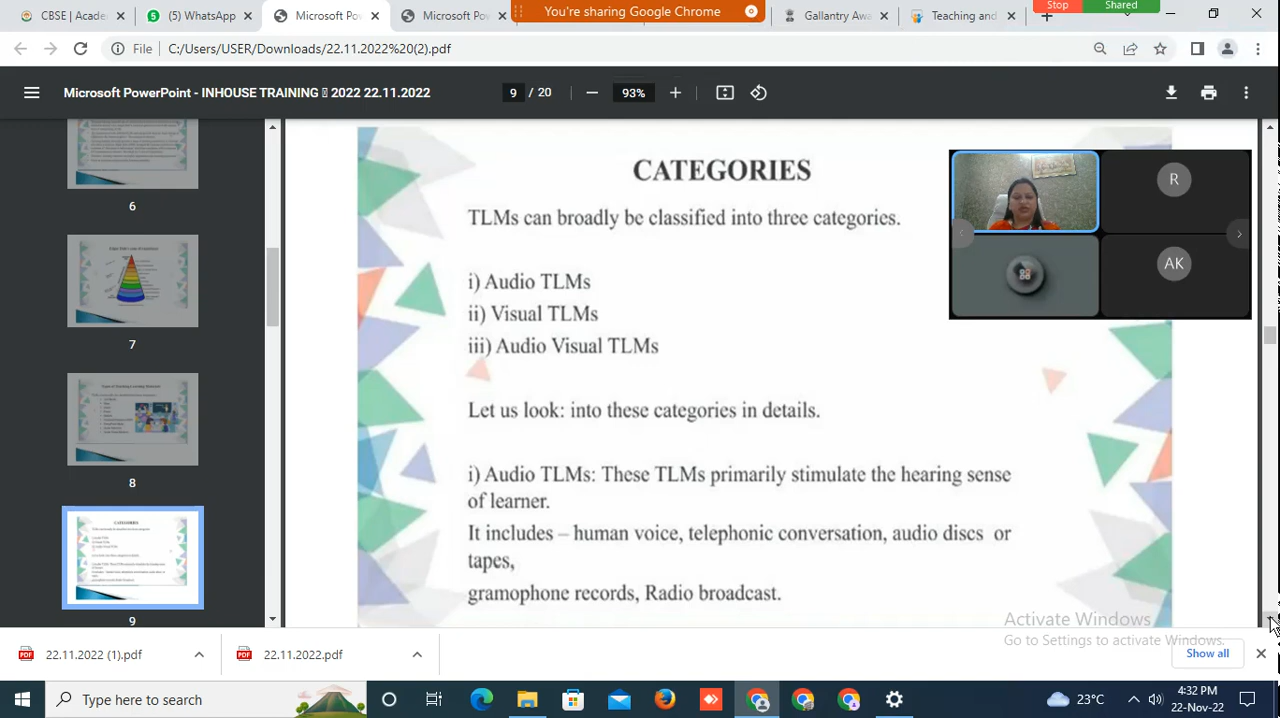 CBSE | Acade
(5) WhatsApp
Microsoft Po
Microsoft Po
You're sharing Google Chrome
Gallantry Awa
Teaching and
Stop
Shared
File
C:/Users/USER/Downloads/22.11.2022%20(2).pdf
Microsoft PowerPoint - INHOUSE TRAINING 2022 22.11.2022
9 / 20
93%
6
7
8
9
CATEGORIES
TLMs can broadly be classified into three categories.
i) Audio TLMs
ii) Visual TLMs
iii) Audio Visual TLMs
Let us look: into these categories in details.
i) Audio TLMs: These TLMs primarily stimulate the hearing sense
of learner.
It includes – human voice, telephonic conversation, audio discs or
tapes,
gramophone records, Radio broadcast.
R
AK
Activate Windows
Go to Settings to activate Windows.
22.11.2022 (1).pdf
22.11.2022.pdf
Show all
Type here to search
23°C
4:32 PM
22-Nov-22